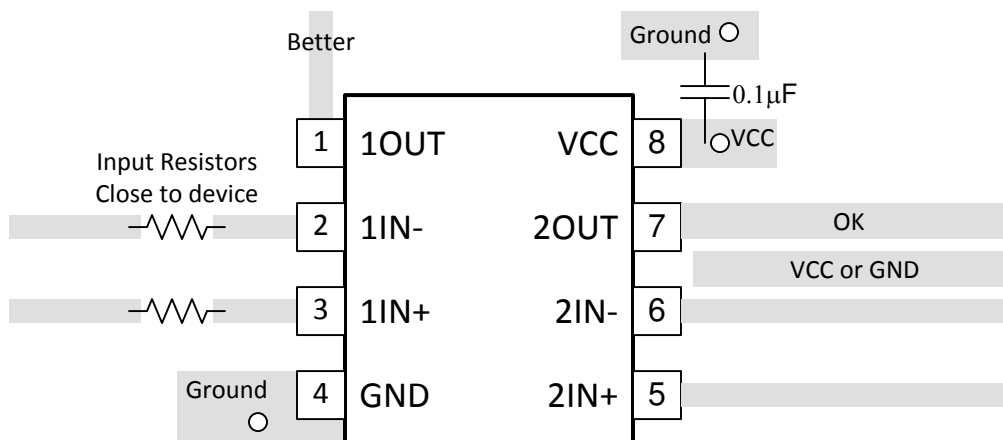 Better
Ground
0.1μF
1 1OUT VCC 8 VCC
Input Resistors
Close to device
2 1IN- 2OUT 7 OK
VCC or GND
3 1IN+ 2IN- 6
Ground
4 GND 2IN+ 5